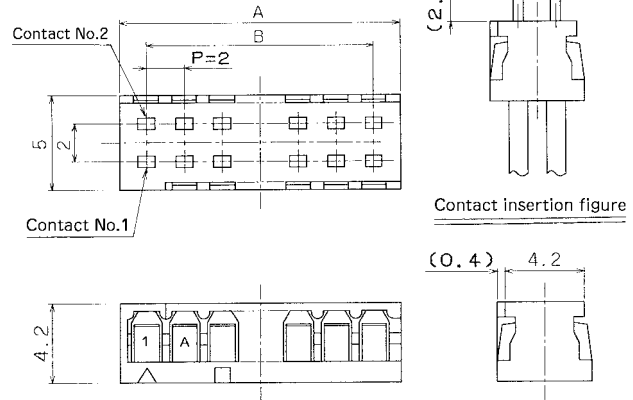 A
(2.
Contact No.2
B
P=2
5
2
Contact No.1
Contact insertion figure
(0.4)
4.2
4.2
1
A